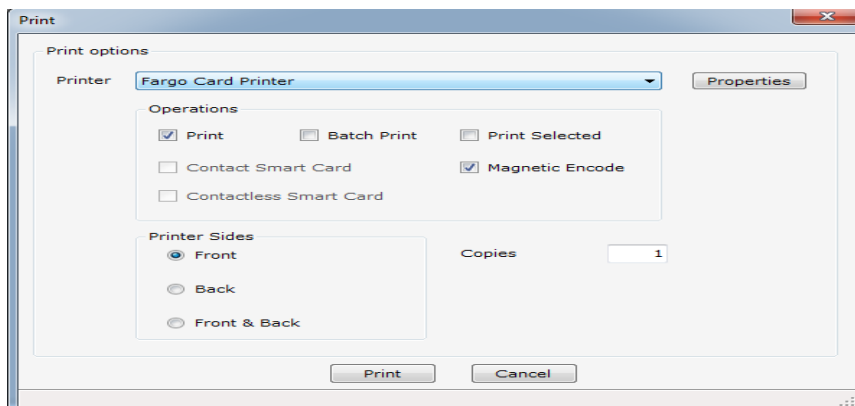 Print
Print options
Printer Fargo Card Printer Properties
Operations
Print Batch Print Print Selected
Contact Smart Card Magnetic Encode
Contactless Smart Card
Printer Sides
Front Copies 1
Back
Front & Back
Print Cancel